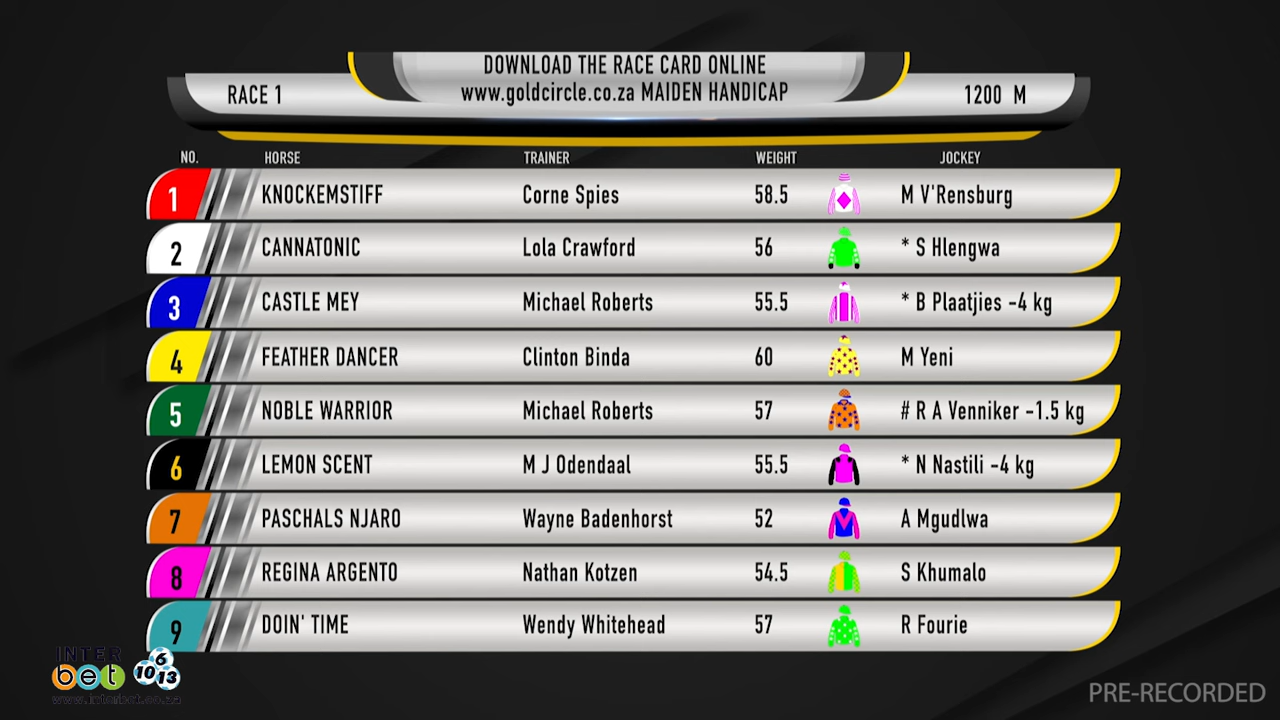 DOWNLOAD THE RACE CARD ONLINE
RACE 1 www.goldcircle.co.za MAIDEN HANDICAP 1200 M
NO. HORSE TRAINER WEIGHT JOCKEY
1 KNOCKEMSTIFF Corne Spies 58.5 M V'Rensburg
2 CANNATONIC Lola Crawford 56 * S Hlengwa
3 CASTLE MEY Michael Roberts 55.5 * B Plaatjies -4 kg
4 FEATHER DANCER Clinton Binda 60 M Yeni
5 NOBLE WARRIOR Michael Roberts 57 # R A Venniker -1.5 kg
6 LEMON SCENT M J Odendaal 55.5 * N Nastili -4 kg
7 PASCHALS NJARO Wayne Badenhorst 52 A Mgudlwa
8 REGINA ARGENTO Nathan Kotzen 54.5 S Khumalo
9 DOIN' TIME Wendy Whitehead 57 R Fourie
INTER
bet 6 10 13
www.interbet.co.za
PRE-RECORDED